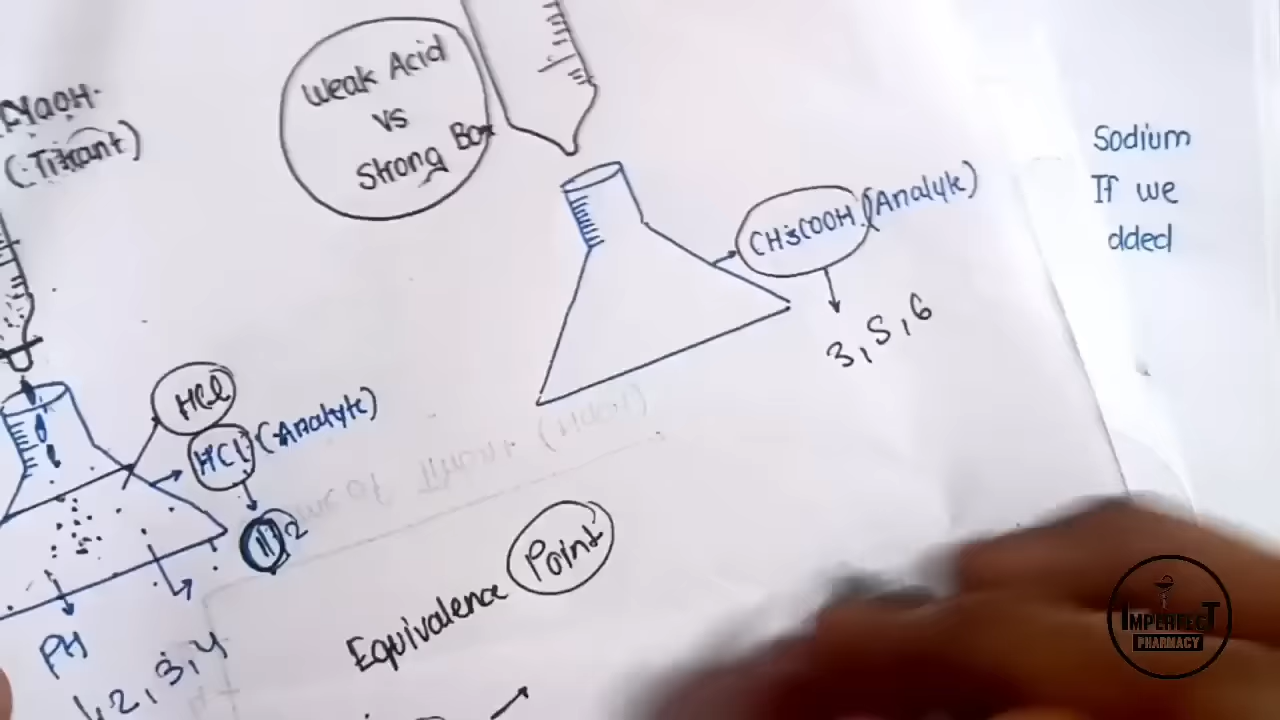 NaOH.
(Titrant)
Weak Acid
vs
Strong
CH3COOH (Analyte)
3, 5, 6
HCl
HCl (Analyte)
2
PH
1, 2, 3, 4
Equivalence Point
Sodium
If we
dded
IMPERFECT
PHARMACY